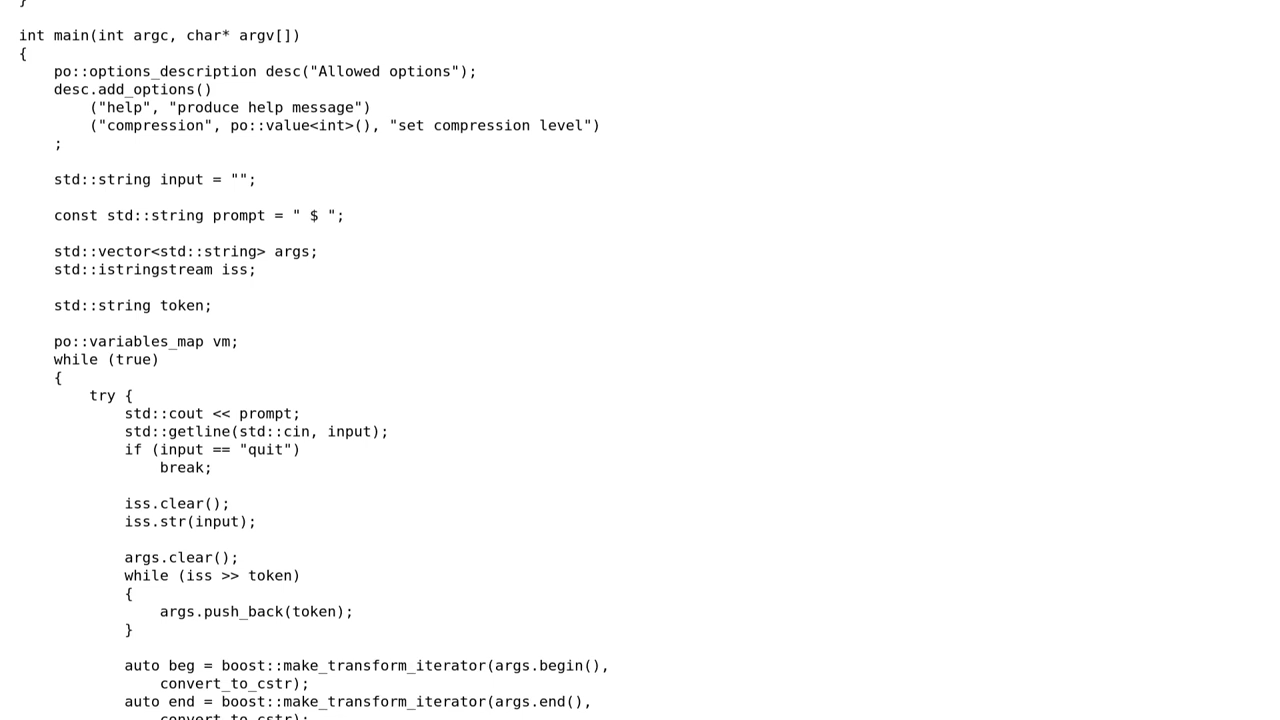 }
int main(int argc, char* argv[])
{
    po::options_description desc("Allowed options");
    desc.add_options()
        ("help", "produce help message")
        ("compression", po::value<int>(), "set compression level")
    ;
    std::string input = "";
    const std::string prompt = " $ ";
    std::vector<std::string> args;
    std::istringstream iss;
    std::string token;
    po::variables_map vm;
    while (true)
    {
        try {
            std::cout << prompt;
            std::getline(std::cin, input);
            if (input == "quit")
                break;
            iss.clear();
            iss.str(input);
            args.clear();
            while (iss >> token)
            {
                args.push_back(token);
            }
            auto beg = boost::make_transform_iterator(args.begin(),
                convert_to_cstr);
            auto end = boost::make_transform_iterator(args.end(),
                convert_to_cstr);